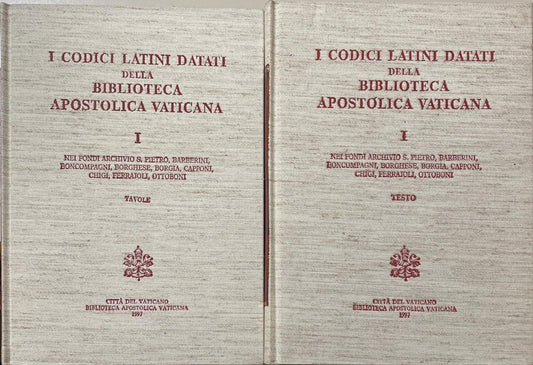 I CODICI LATINI DATATI
DELLA
BIBLIOTECA
APOSTOLICA VATICANA
I
NEI FONDI ARCHIVIO S. PIETRO, BARBERINI,
BONCOMPAGNI, BORGHESE, BORGIA, CAPPONI,
CHIGI, FERRAJOLI, OTTOBONI
TAVOLE
CITTÀ DEL VATICANO
BIBLIOTECA APOSTOLICA VATICANA
1997
I CODICI LATINI DATATI
DELLA
BIBLIOTECA
APOSTOLICA VATICANA
I
NEI FONDI ARCHIVIO S. PIETRO, BARBERINI,
BONCOMPAGNI, BORGHESE, BORGIA, CAPPONI,
CHIGI, FERRAJOLI, OTTOBONI
TESTO
CITTÀ DEL VATICANO
BIBLIOTECA APOSTOLICA VATICANA
1997